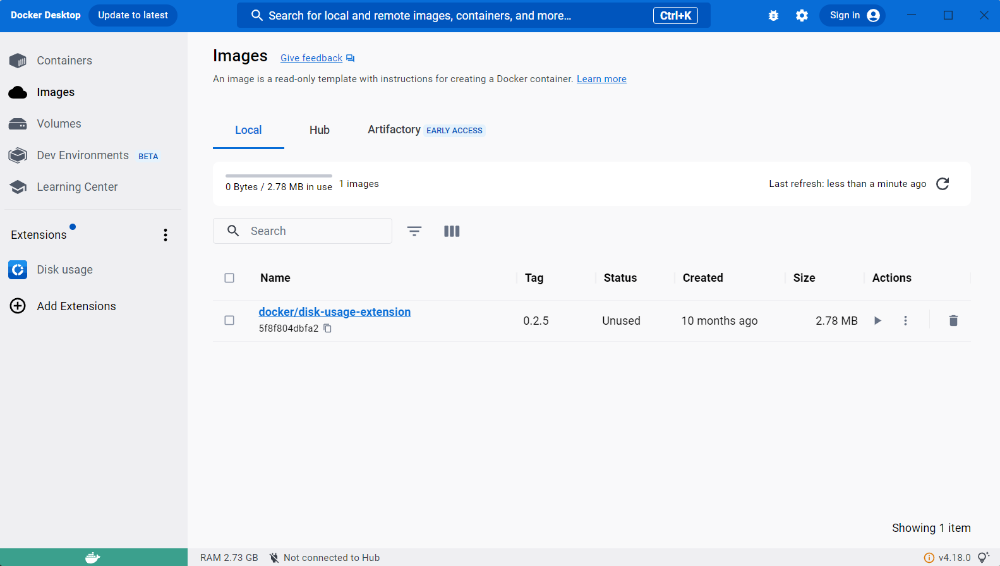 Docker Desktop Update to latest Search for local and remote images, containers, and more... Ctrl+K Sign in
Containers
Images
Volumes
Dev Environments BETA
Learning Center
Extensions
Disk usage
Add Extensions
Images Give feedback
An image is a read-only template with instructions for creating a Docker container. Learn more
Local Hub Artifactory EARLY ACCESS
0 Bytes / 2.78 MB in use 1 images Last refresh: less than a minute ago
Search
Name Tag Status Created Size Actions
docker/disk-usage-extension 0.2.5 Unused 10 months ago 2.78 MB
5f8f804dbfa2
Showing 1 item
RAM 2.73 GB Not connected to Hub v4.18.0